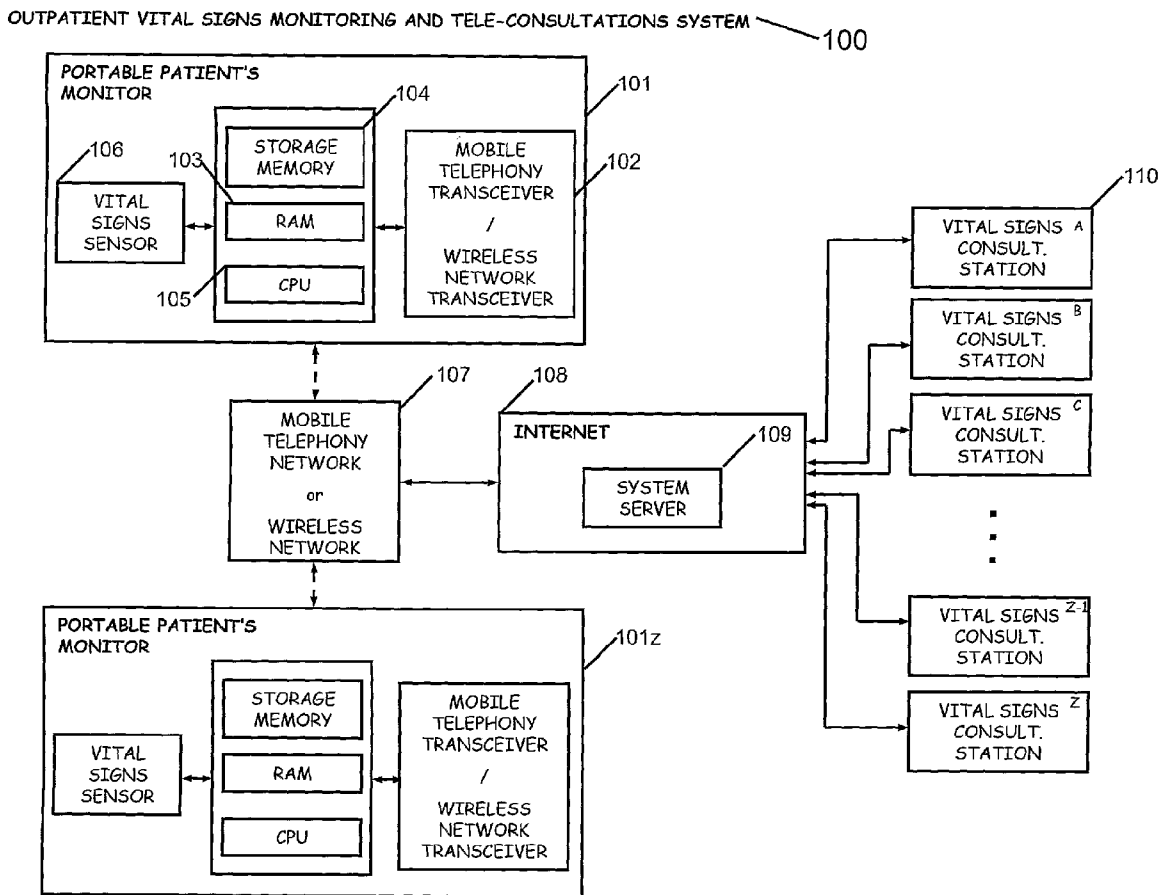 OUTPATIENT VITAL SIGNS MONITORING AND TELE-CONSULTATIONS SYSTEM
100
PORTABLE PATIENT'S
MONITOR
101
104
STORAGE
MEMORY
103
RAM
105
CPU
106
VITAL
SIGNS
SENSOR
MOBILE
TELEPHONY
TRANSCEIVER
/
WIRELESS
NETWORK
TRANSCEIVER
102
107
MOBILE
TELEPHONY
NETWORK
or
WIRELESS
NETWORK
108
INTERNET
109
SYSTEM
SERVER
110
VITAL SIGNS A
CONSULT.
STATION
VITAL SIGNS B
CONSULT.
STATION
VITAL SIGNS C
CONSULT.
STATION
VITAL SIGNS Z-1
CONSULT.
STATION
VITAL SIGNS Z
CONSULT.
STATION
PORTABLE PATIENT'S
MONITOR
101z
STORAGE
MEMORY
RAM
CPU
VITAL
SIGNS
SENSOR
MOBILE
TELEPHONY
TRANSCEIVER
/
WIRELESS
NETWORK
TRANSCEIVER